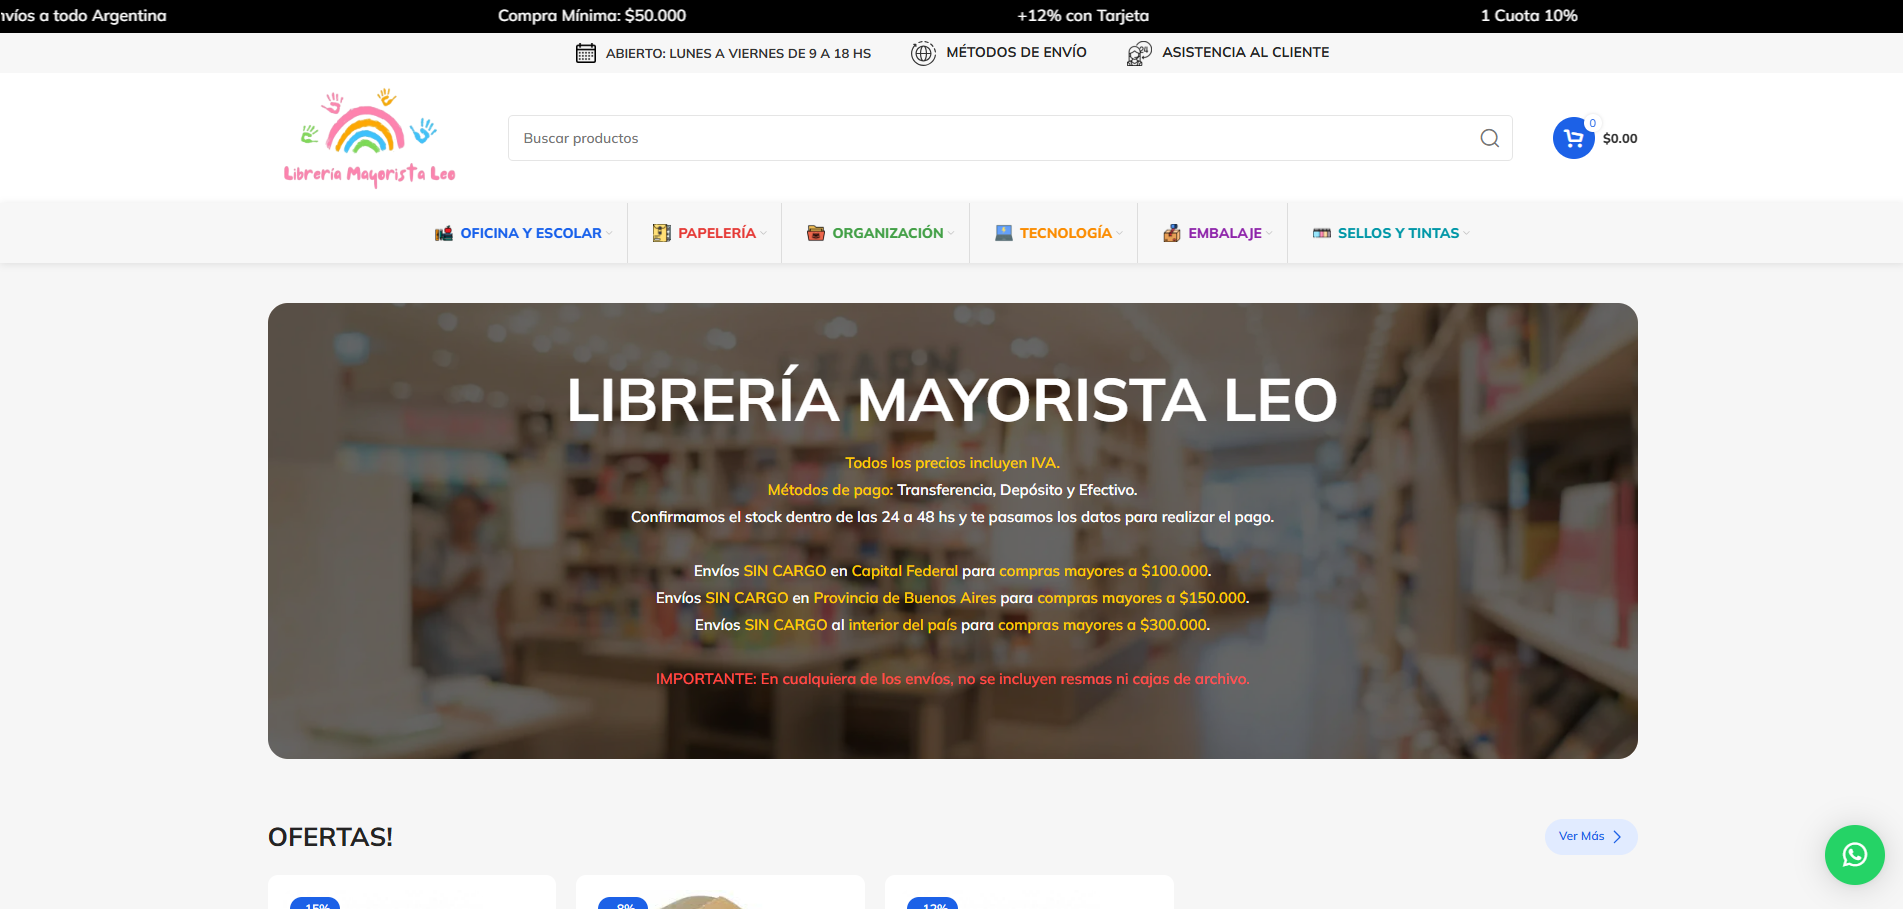 nvíos a todo Argentina
Compra Mínima: $50.000
+12% con Tarjeta
1 Cuota 10%
ABIERTO: LUNES A VIERNES DE 9 A 18 HS
MÉTODOS DE ENVÍO
ASISTENCIA AL CLIENTE
Librería Mayorista Leo
Buscar productos
0
$0.00
OFICINA Y ESCOLAR
PAPELERÍA
ORGANIZACIÓN
TECNOLOGÍA
EMBALAJE
SELLOS Y TINTAS
LEARN
LIBRERÍA MAYORISTA LEO
Todos los precios incluyen IVA.
Métodos de pago: Transferencia, Depósito y Efectivo.
Confirmamos el stock dentro de las 24 a 48 hs y te pasamos los datos para realizar el pago.
Envíos SIN CARGO en Capital Federal para compras mayores a $100.000.
Envíos SIN CARGO en Provincia de Buenos Aires para compras mayores a $150.000.
Envíos SIN CARGO al interior del país para compras mayores a $300.000.
IMPORTANTE: En cualquiera de los envíos, no se incluyen resmas ni cajas de archivo.
OFERTAS!
Ver Más
-15%
-8%
-12%